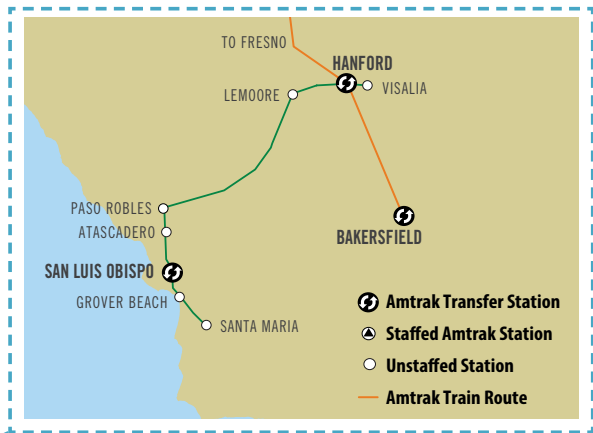 TO FRESNO
HANFORD
VISALIA
LEMOORE
PASO ROBLES
ATASCADERO
BAKERSFIELD
SAN LUIS OBISPO
GROVER BEACH
SANTA MARIA
Amtrak Transfer Station
Staffed Amtrak Station
Unstaffed Station
Amtrak Train Route